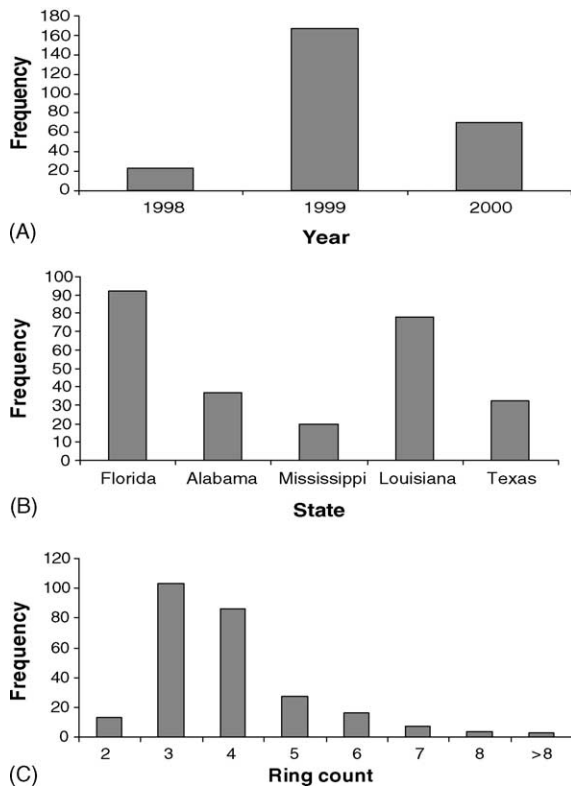 180
160
140
120
100
80
60
40
20
0
Frequency
1998 1999 2000
(A)
Year
100
90
80
70
60
50
40
30
20
10
0
Frequency
Florida Alabama Mississippi Louisiana Texas
(B)
State
120
100
80
60
40
20
0
Frequency
2 3 4 5 6 7 8 >8
(C)
Ring count